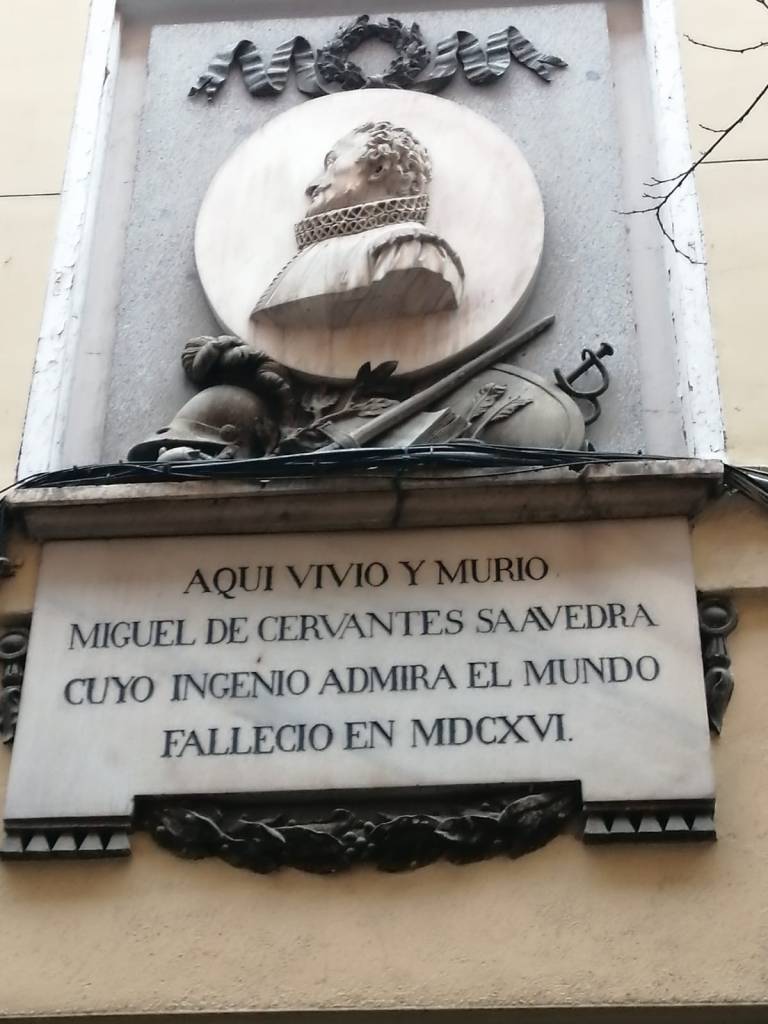 AQUI VIVIO Y MURIO
MIGUEL DE CERVANTES SAAVEDRA
CUYO INGENIO ADMIRA EL MUNDO
FALLECIO EN MDCXVI.